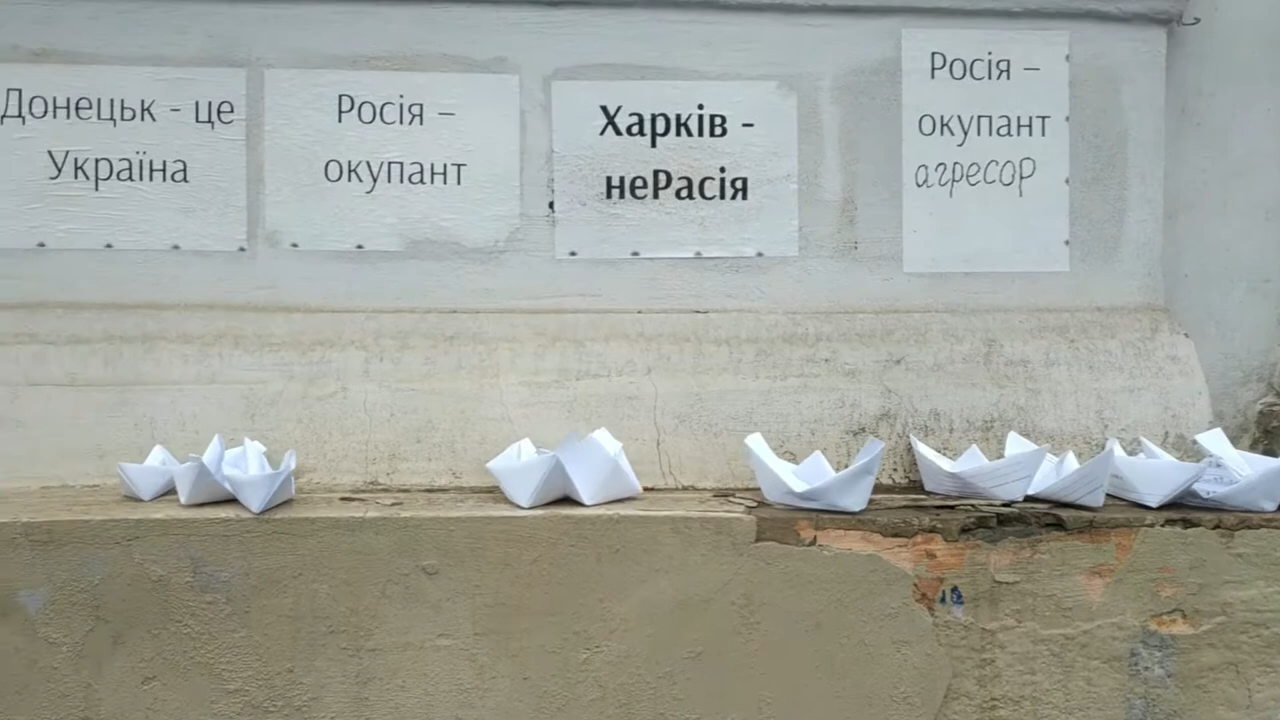 Донецьк - це
Україна
Росія –
окупант
Харків -
неРасія
Росія –
окупант
агресор